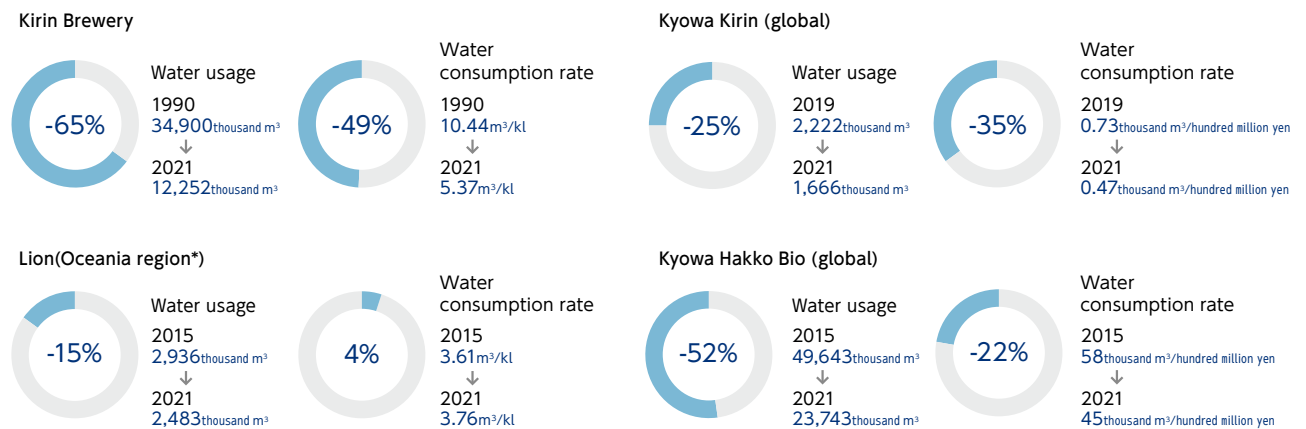 Kirin Brewery
-65%
Water usage
1990
34,900thousand m³
↓
2021
12,252thousand m³
-49%
Water
consumption rate
1990
10.44m³/kl
↓
2021
5.37m³/kl
Kyowa Kirin (global)
-25%
Water usage
2019
2,222thousand m³
↓
2021
1,666thousand m³
-35%
Water
consumption rate
2019
0.73thousand m³/hundred million yen
↓
2021
0.47thousand m³/hundred million yen
Lion(Oceania region*)
-15%
Water usage
2015
2,936thousand m³
↓
2021
2,483thousand m³
4%
Water
consumption rate
2015
3.61m³/kl
↓
2021
3.76m³/kl
Kyowa Hakko Bio (global)
-52%
Water usage
2015
49,643thousand m³
↓
2021
23,743thousand m³
-22%
Water
consumption rate
2015
58thousand m³/hundred million yen
↓
2021
45thousand m³/hundred million yen